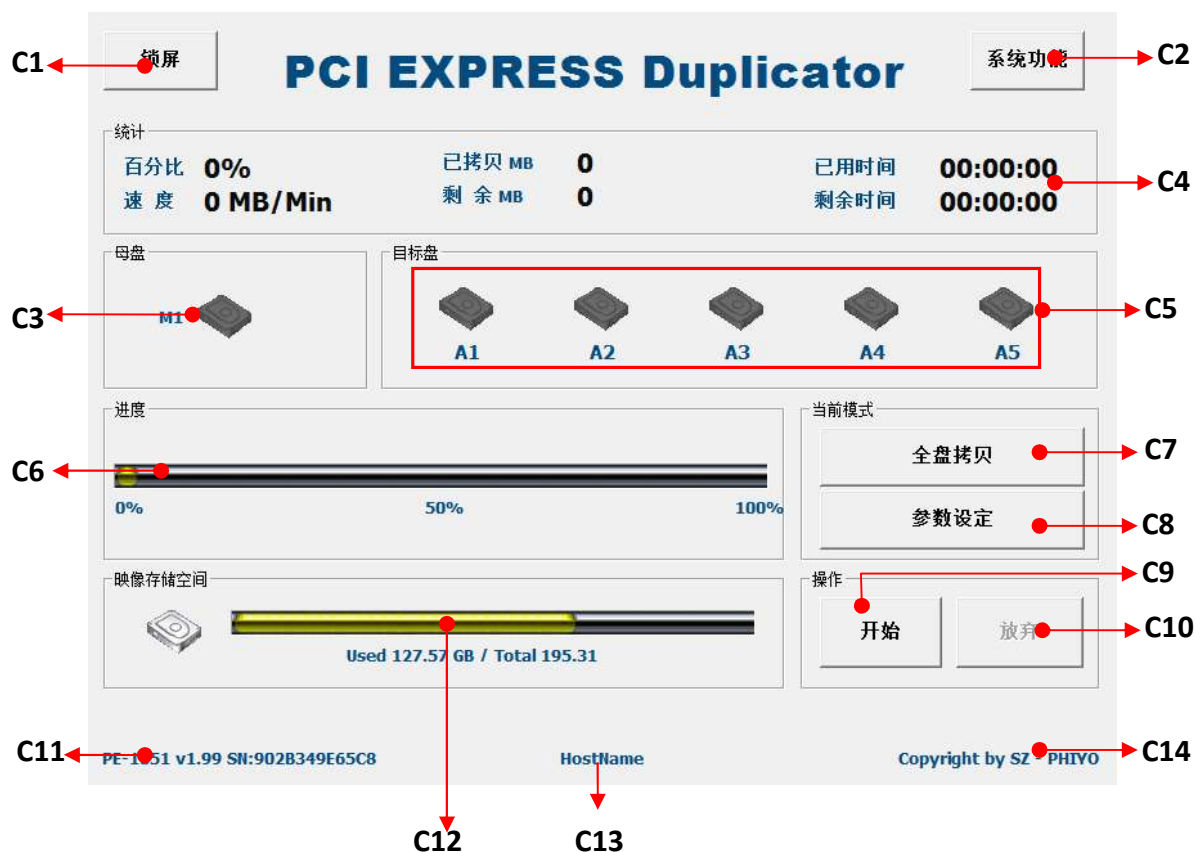 C1
锁屏
PCI EXPRESS Duplicator
系统功能
C2
统计
百分比 0% 已拷贝 MB 0 已用时间 00:00:00
速 度 0 MB/Min 剩 余 MB 0 剩余时间 00:00:00
C4
母盘
目标盘
C3
M1
C5
A1 A2 A3 A4 A5
进度
当前模式
全盘拷贝
C7
C6
0% 50% 100%
参数设定
C8
映像存储空间
操作
C9
开始
放弃
C10
Used 127.57 GB / Total 195.31
C11
v1.99 SN:902B349E65C8
HostName
Copyright by SZ - PHIYO
C14
C12
C13